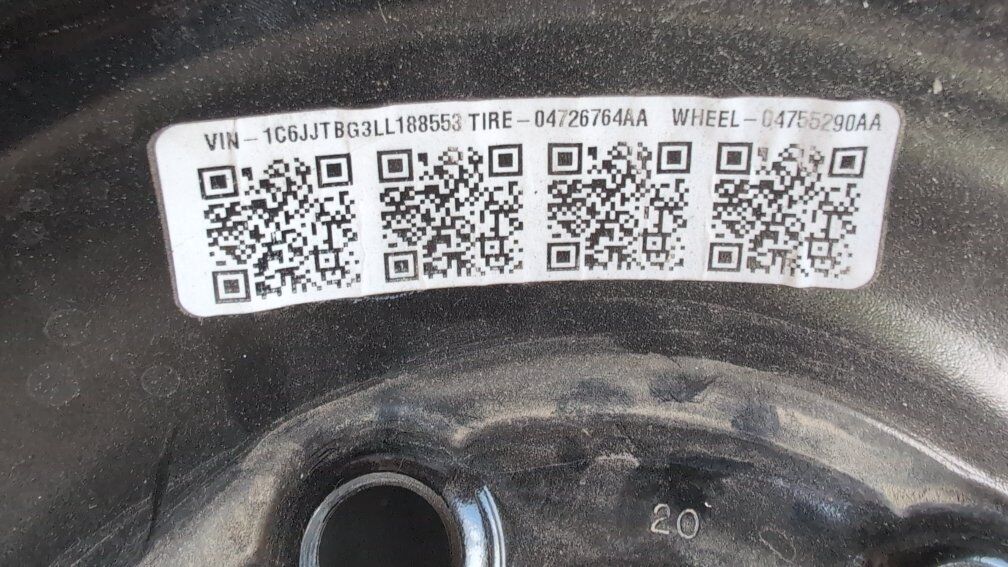 VIN-1C6JJTBG3LL188553 TIRE-04726764AA WHEEL-04755290AA
20